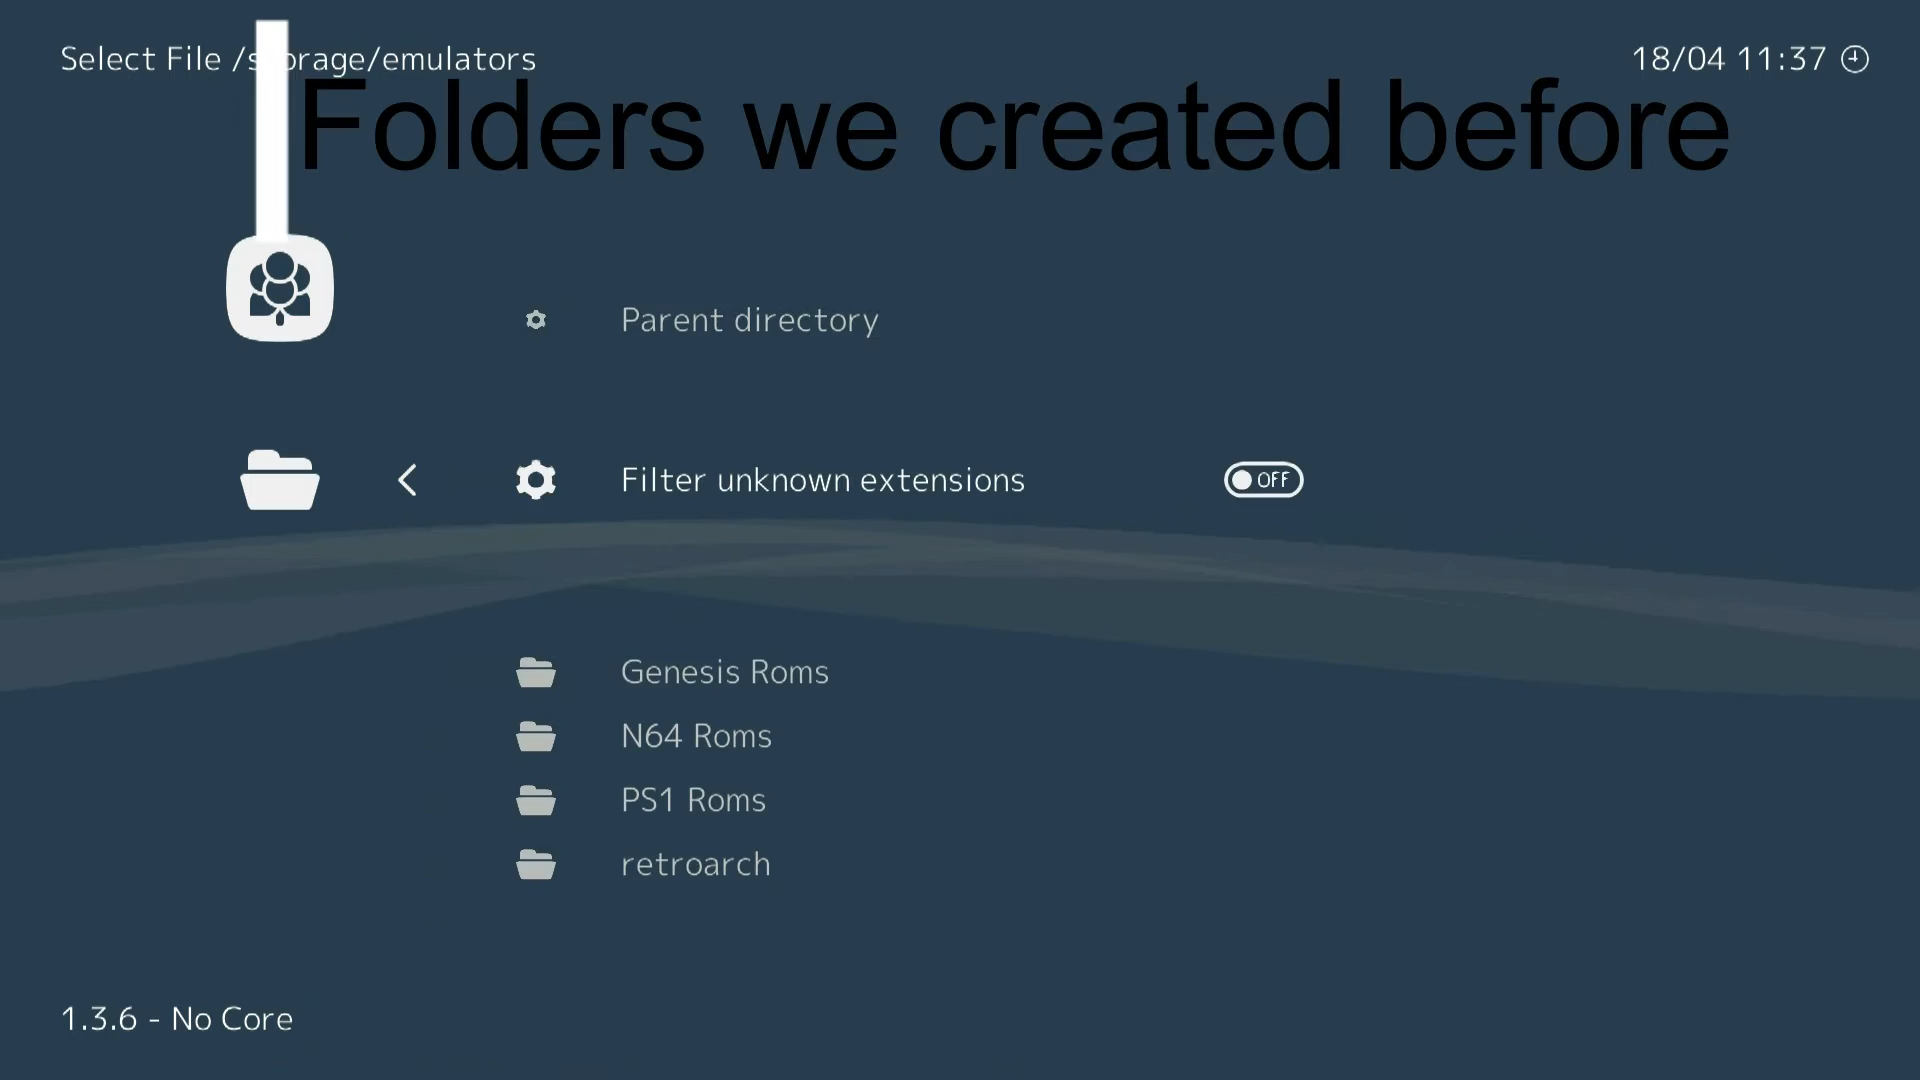 Select File /storage/emulators
18/04 11:37
Folders we created before
Parent directory
Filter unknown extensions
OFF
Genesis Roms
N64 Roms
PS1 Roms
retroarch
1.3.6 - No Core